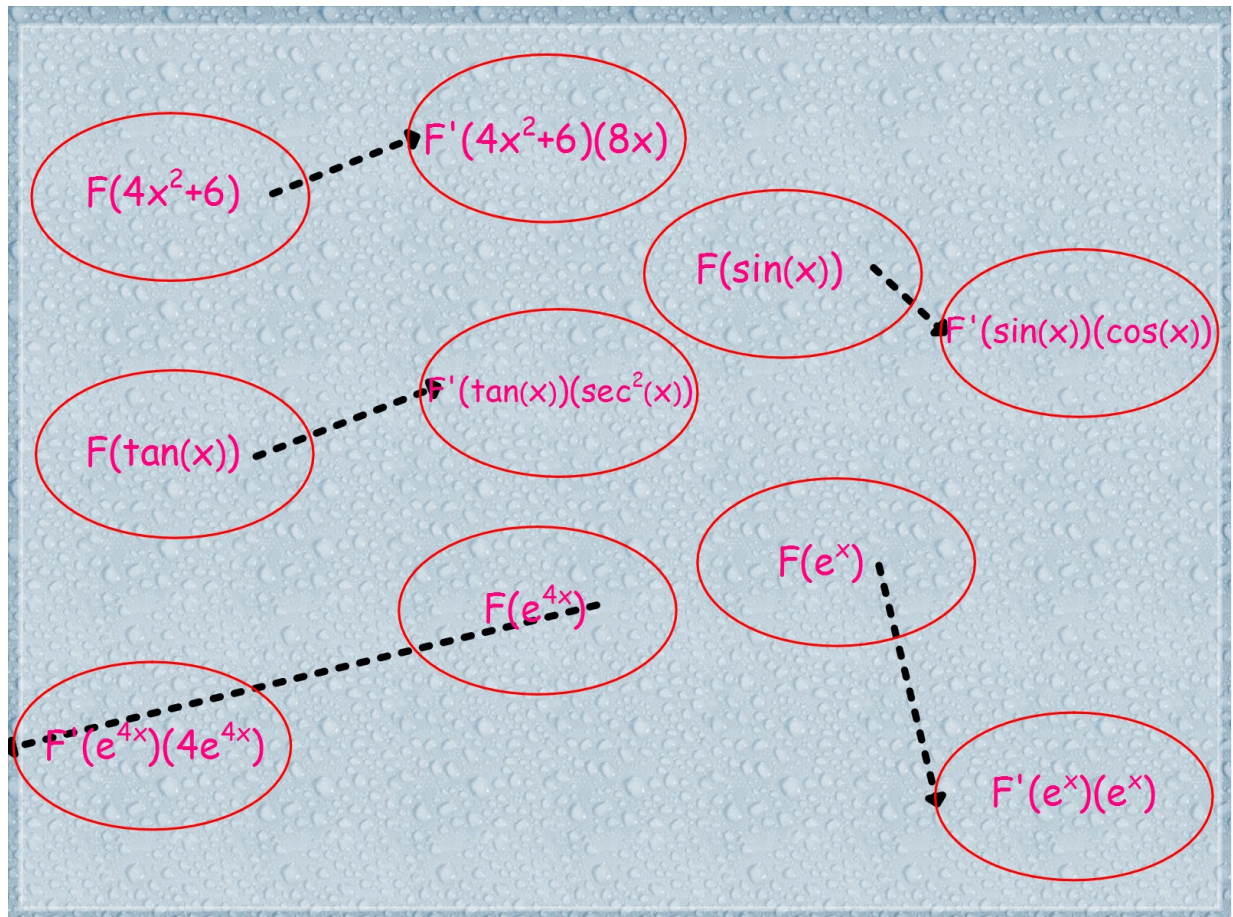 F(4x²+6)
F'(4x²+6)(8x)
F(sin(x))
F'(sin(x))(cos(x))
F(tan(x))
F'(tan(x))(sec²(x))
F(e⁴ˣ)
F'(e⁴ˣ)(4e⁴ˣ)
F(eˣ)
F'(eˣ)(eˣ)